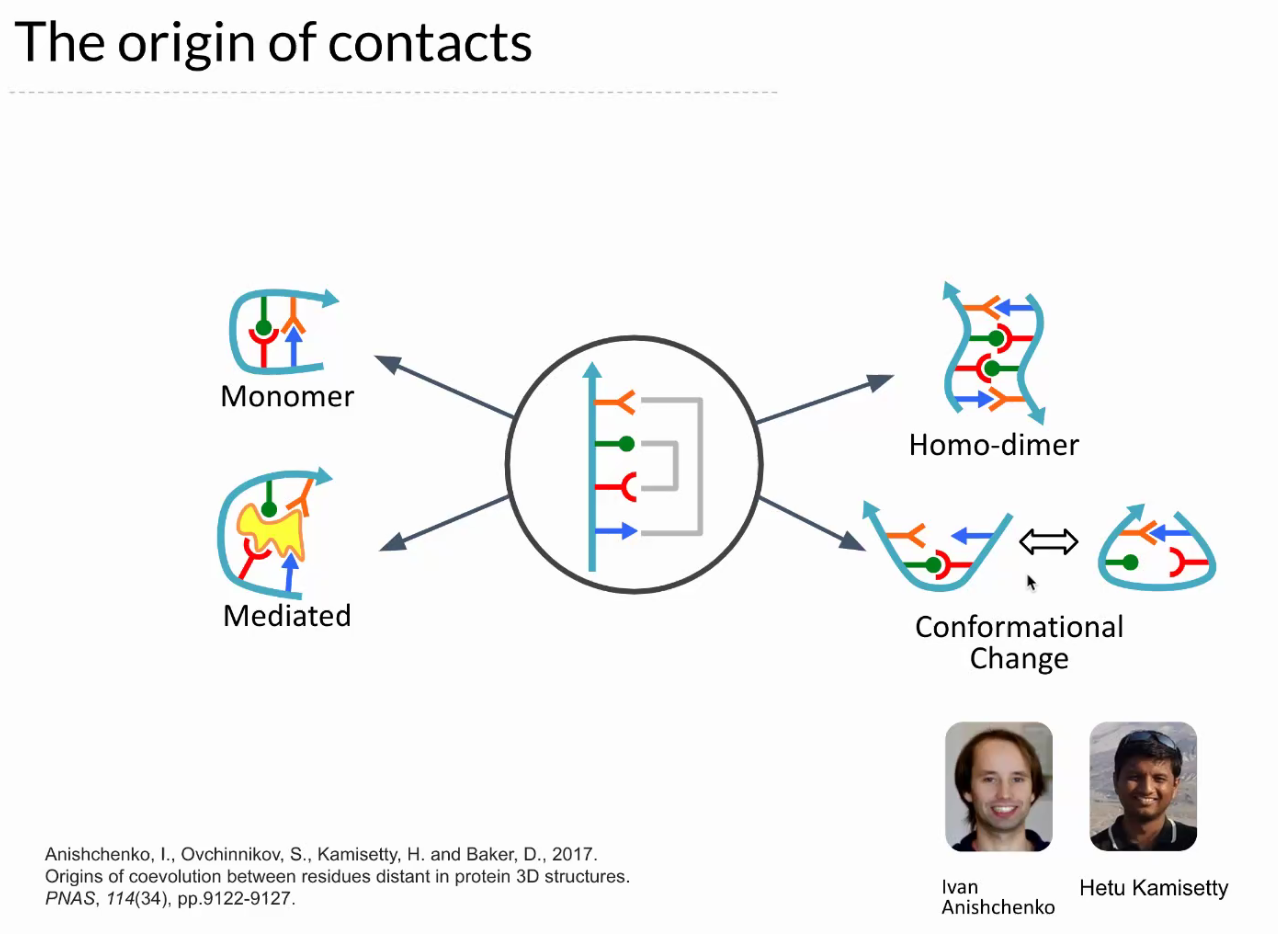 The origin of contacts
Monomer
Mediated
Homo-dimer
Conformational
Change
Ivan
Anishchenko
Hetu Kamisetty
Anishchenko, I., Ovchinnikov, S., Kamisetty, H. and Baker, D., 2017.
Origins of coevolution between residues distant in protein 3D structures.
PNAS, 114(34), pp.9122-9127.